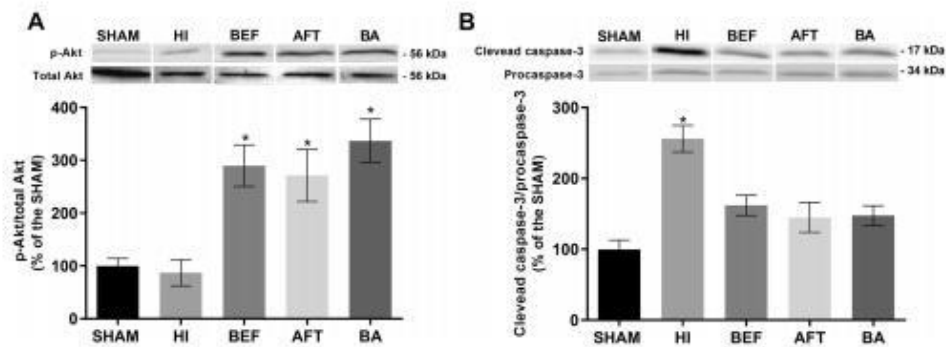 A
SHAM HI BEF AFT BA
p-Akt - 56 kDa
Total Akt - 56 kDa
p-Akt/total Akt
(% of the SHAM)
400
300
200
100
0
* * *
SHAM HI BEF AFT BA
B
SHAM HI BEF AFT BA
Clevead caspase-3 - 17 kDa
Procaspase-3 - 34 kDa
Clevead caspase-3/procaspase-3
(% of the SHAM)
300
200
100
0
*
SHAM HI BEF AFT BA